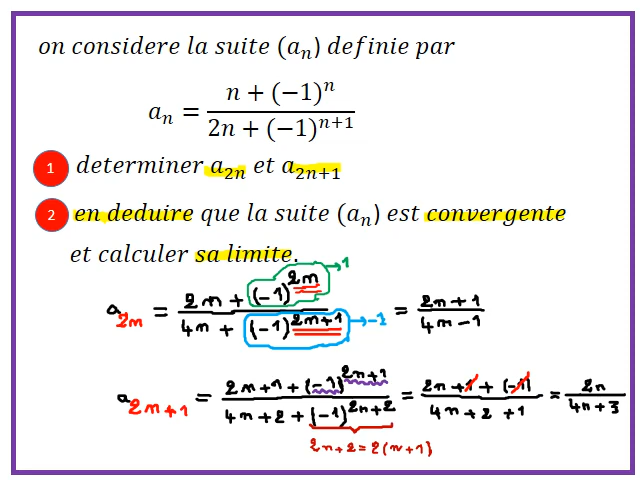 on considere la suite (aₙ) definie par
aₙ = (n + (−1)ⁿ) / (2n + (−1)ⁿ⁺¹)
1 determiner a₂ₙ et a₂ₙ₊₁
2 en deduire que la suite (aₙ) est convergente
et calculer sa limite.
a₂ₙ = (2n + (−1)²ⁿ →1) / (4n + (−1)²ⁿ⁺¹ →−1) = (2n+1) / (4n−1)
a₂ₙ₊₁ = (2n+1+(−1)²ⁿ⁺¹) / (4n+2+(−1)²ⁿ⁺²) = (2n+1+(−1)) / (4n+2+1) = 2n / (4n+3)
2n+2=2(n+1)